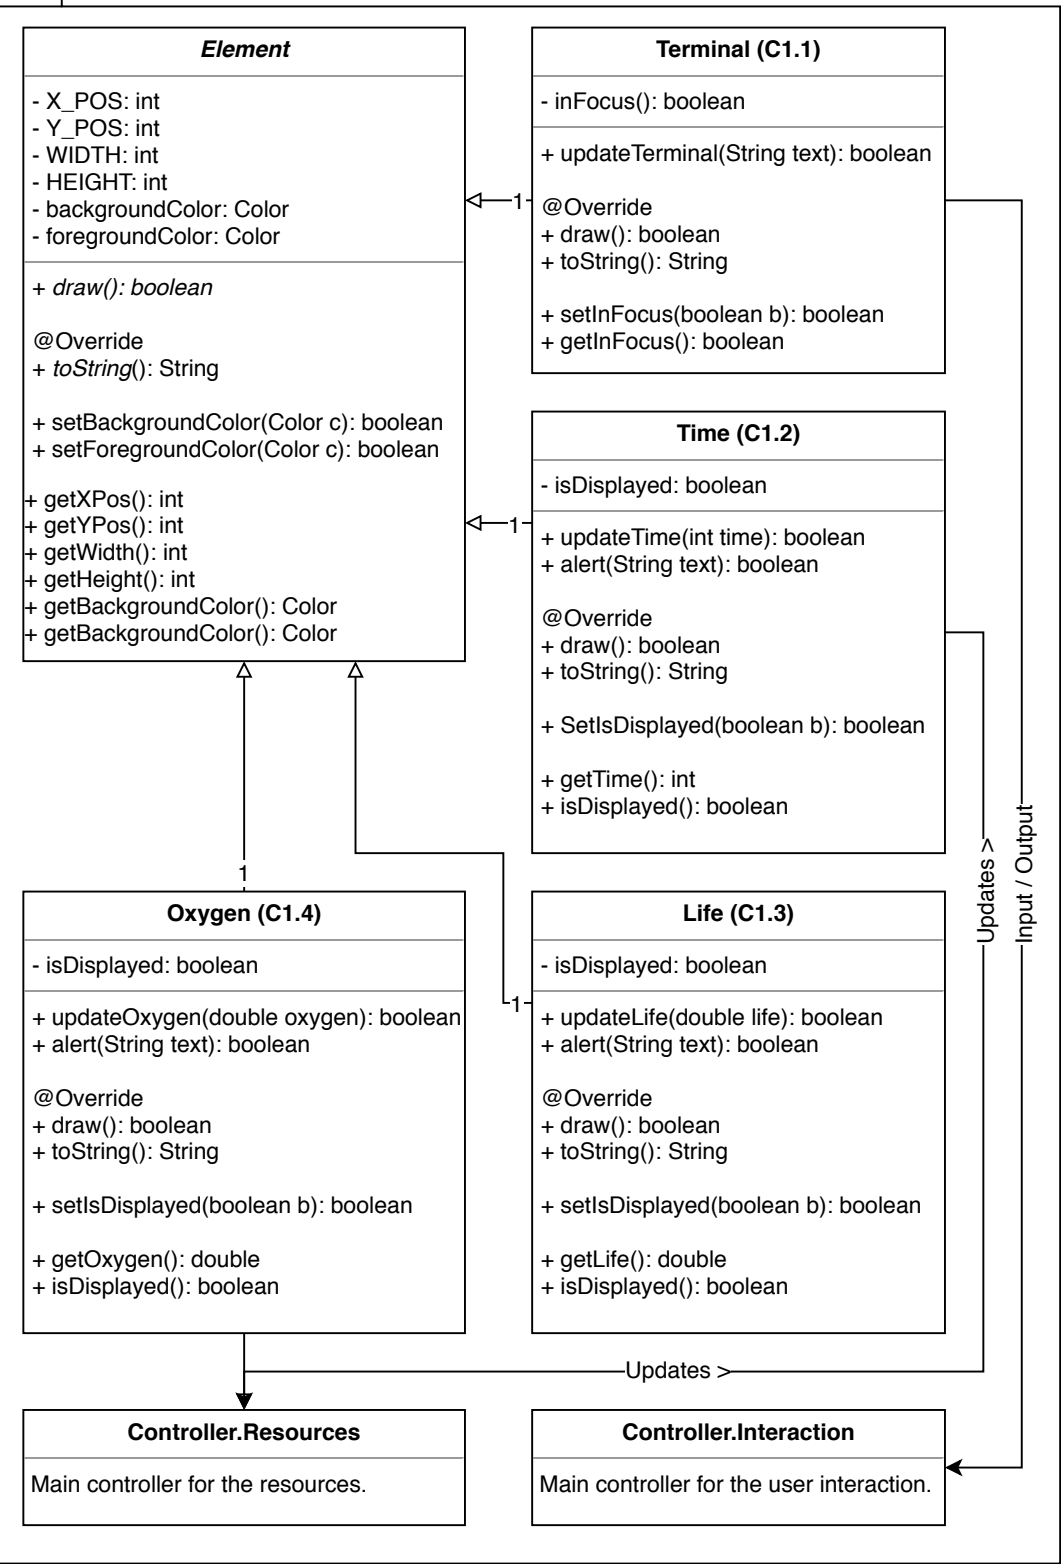 Element
- X_POS: int
- Y_POS: int
- WIDTH: int
- HEIGHT: int
- backgroundColor: Color
- foregroundColor: Color
+ draw(): boolean
@Override
+ toString(): String
+ setBackgroundColor(Color c): boolean
+ setForegroundColor(Color c): boolean
+ getXPos(): int
+ getYPos(): int
+ getWidth(): int
+ getHeight(): int
+ getBackgroundColor(): Color
+ getBackgroundColor(): Color
Terminal (C1.1)
- inFocus(): boolean
+ updateTerminal(String text): boolean
@Override
+ draw(): boolean
+ toString(): String
+ setInFocus(boolean b): boolean
+ getInFocus(): boolean
1
Time (C1.2)
- isDisplayed: boolean
+ updateTime(int time): boolean
+ alert(String text): boolean
@Override
+ draw(): boolean
+ toString(): String
+ SetIsDisplayed(boolean b): boolean
+ getTime(): int
+ isDisplayed(): boolean
1
Updates >
Input / Output
1
Oxygen (C1.4)
- isDisplayed: boolean
+ updateOxygen(double oxygen): boolean
+ alert(String text): boolean
@Override
+ draw(): boolean
+ toString(): String
+ setIsDisplayed(boolean b): boolean
+ getOxygen(): double
+ isDisplayed(): boolean
1
Life (C1.3)
- isDisplayed: boolean
+ updateLife(double life): boolean
+ alert(String text): boolean
@Override
+ draw(): boolean
+ toString(): String
+ setIsDisplayed(boolean b): boolean
+ getLife(): double
+ isDisplayed(): boolean
Updates >
Controller.Resources
Main controller for the resources.
Controller.Interaction
Main controller for the user interaction.